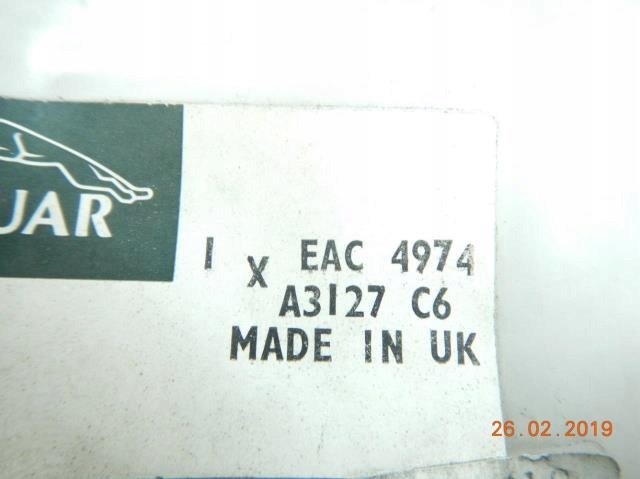 UAR
1 X EAC 4974
A3127 C6
MADE IN UK
26.02.2019